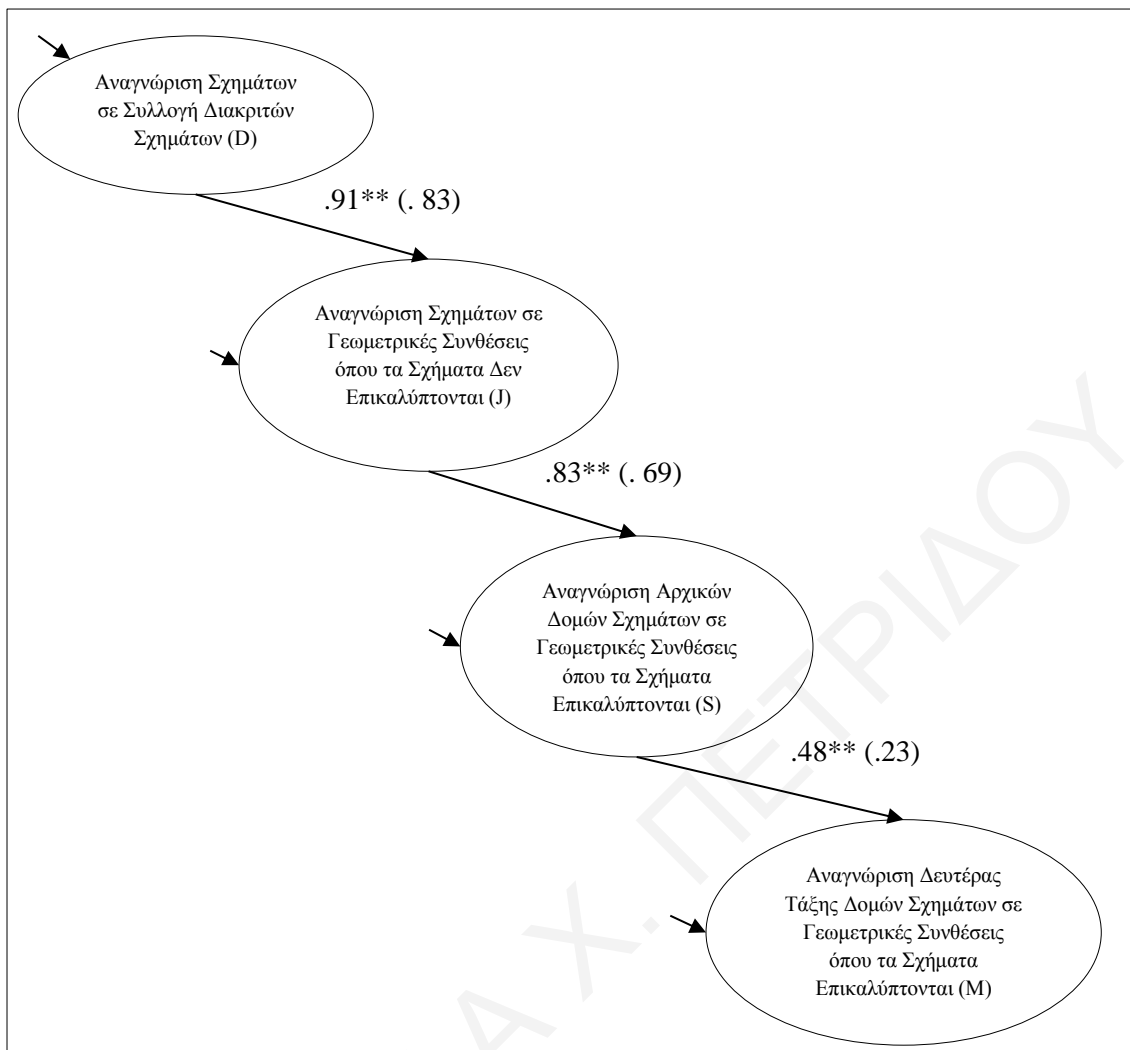 Αναγνώριση Σχημάτων
σε Συλλογή Διακριτών
Σχημάτων (D)
.91** (. 83)
Αναγνώριση Σχημάτων σε
Γεωμετρικές Συνθέσεις
όπου τα Σχήματα Δεν
Επικαλύπτονται (J)
.83** (. 69)
Αναγνώριση Αρχικών
Δομών Σχημάτων σε
Γεωμετρικές Συνθέσεις
όπου τα Σχήματα
Επικαλύπτονται (S)
.48** (.23)
Αναγνώριση Δευτέρας
Τάξης Δομών Σχημάτων σε
Γεωμετρικές Συνθέσεις
όπου τα Σχήματα
Επικαλύπτονται (M)
Α Χ. ΠΕΤΡΙΔΟΥ